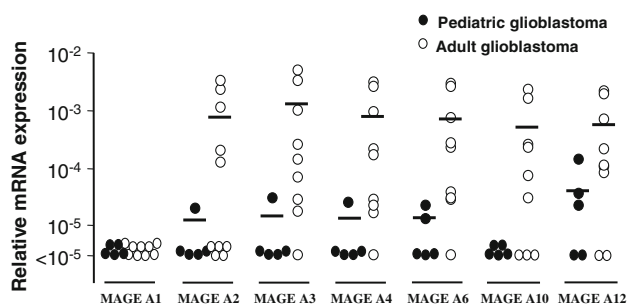 Pediatric glioblastoma
Adult glioblastoma
Relative mRNA expression
10-2
10-3
10-4
10-5
<10-5
MAGE A1 MAGE A2 MAGE A3 MAGE A4 MAGE A6 MAGE A10 MAGE A12